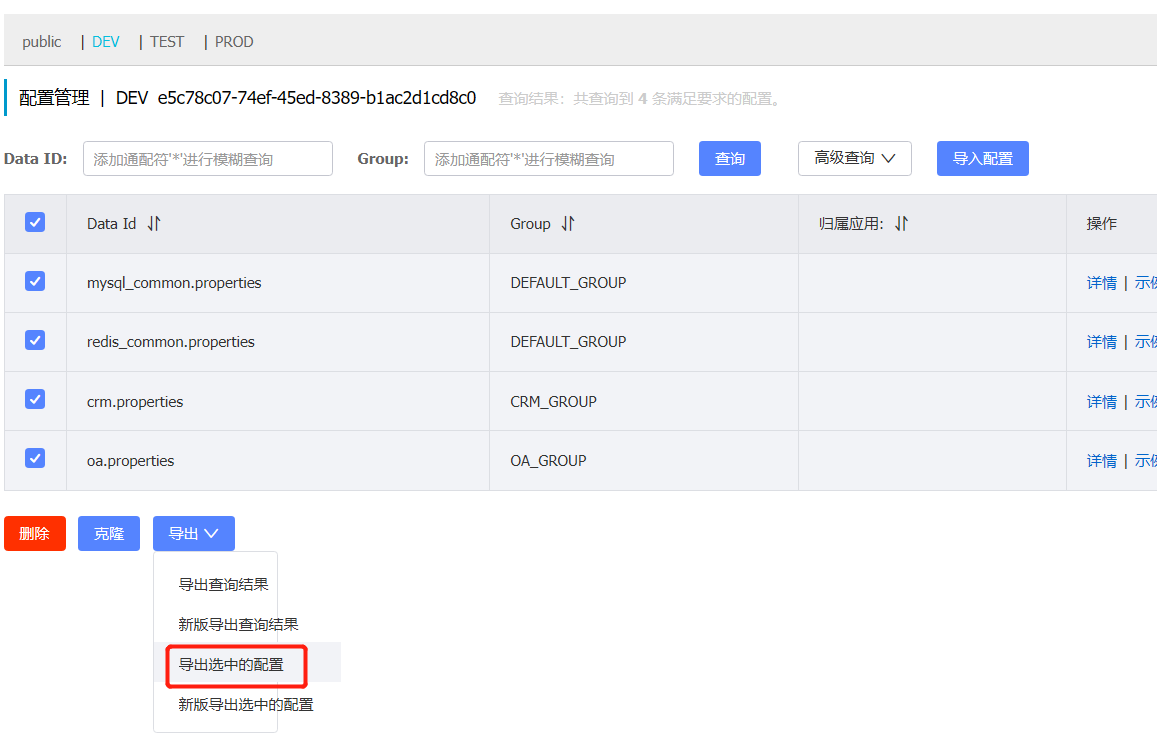 public | DEV | TEST | PROD
配置管理 | DEV e5c78c07-74ef-45ed-8389-b1ac2d1cd8c0 查询结果：共查询到 4 条满足要求的配置。
Data ID: 添加通配符'*'进行模糊查询 Group: 添加通配符'*'进行模糊查询 查询 高级查询 导入配置
Data Id Group 归属应用: 操作
mysql_common.properties DEFAULT_GROUP 详情 | 示
redis_common.properties DEFAULT_GROUP 详情 | 示
crm.properties CRM_GROUP 详情 | 示
oa.properties OA_GROUP 详情 | 示
删除 克隆 导出
导出查询结果
新版导出查询结果
导出选中的配置
新版导出选中的配置